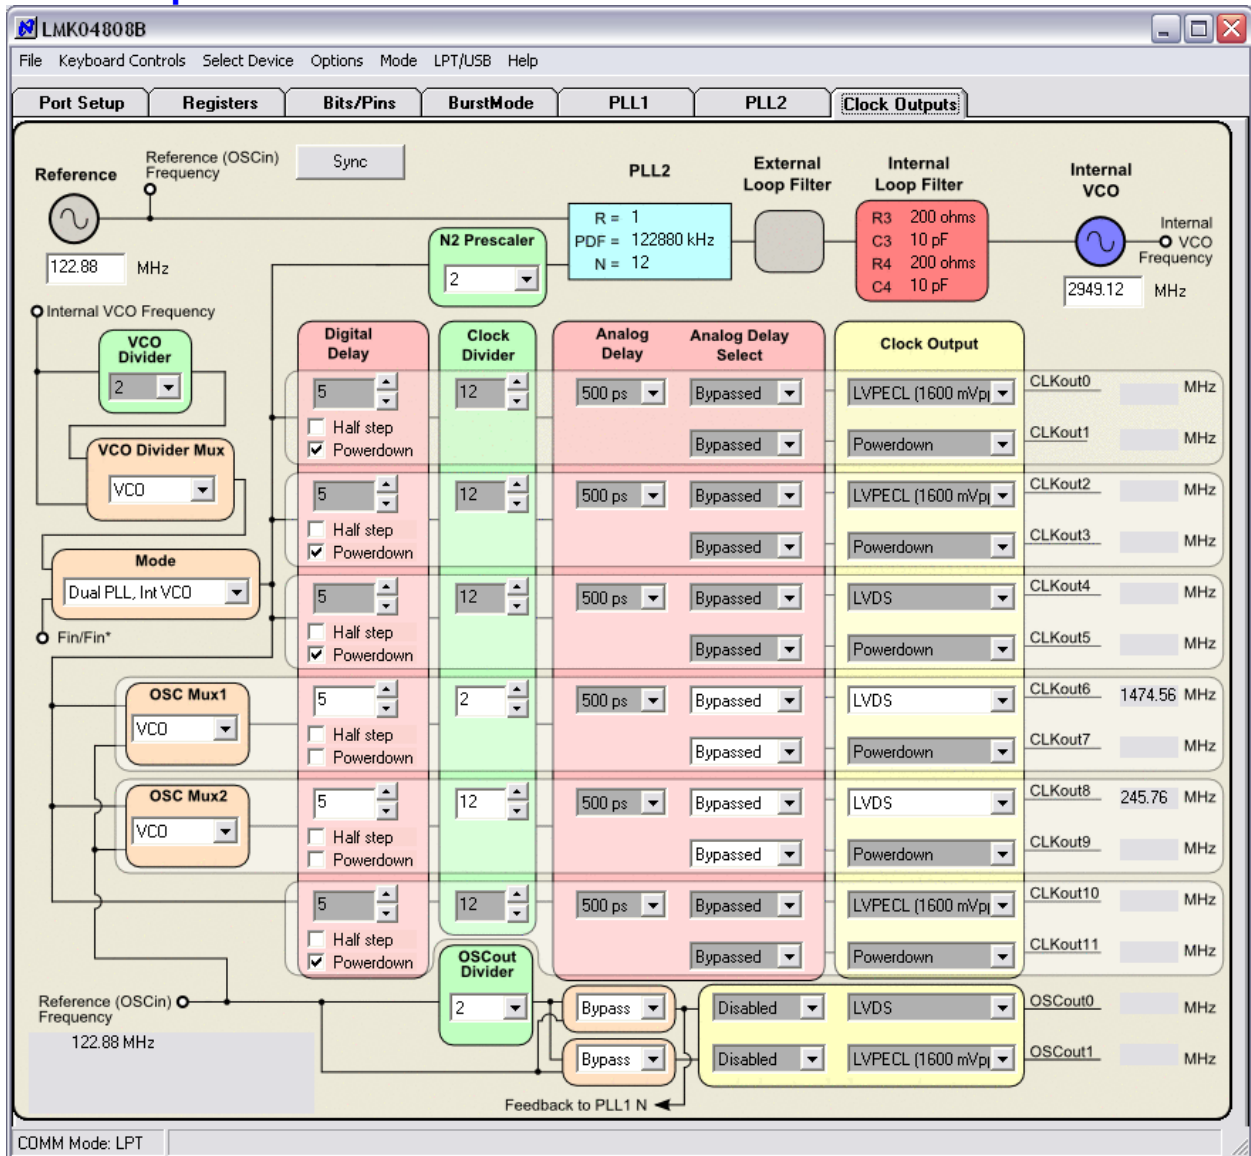 LMK04808B
File Keyboard Controls Select Device Options Mode LPT/USB Help
Port Setup Registers Bits/Pins BurstMode PLL1 PLL2 Clock Outputs
Reference
Reference (OSCin)
Frequency
Sync
PLL2
External
Loop Filter
Internal
Loop Filter
Internal
VCO
R = 1
PDF = 122880 kHz
N = 12
R3 200 ohms
C3 10 pF
R4 200 ohms
C4 10 pF
Internal
VCO
Frequency
122.88 MHz
N2 Prescaler
2
2949.12 MHz
Internal VCO Frequency
VCO
Divider
2
VCO Divider Mux
VCO
Mode
Dual PLL, Int VCO
Fin/Fin*
Digital
Delay
Clock
Divider
Analog
Delay
Analog Delay
Select
Clock Output
5 12 500 ps Bypassed LVPECL (1600 mVp CLKout0 MHz
Half step
Powerdown
Bypassed Powerdown CLKout1 MHz
5 12 500 ps Bypassed LVPECL (1600 mVp CLKout2 MHz
Half step
Powerdown
Bypassed Powerdown CLKout3 MHz
5 12 500 ps Bypassed LVDS CLKout4 MHz
Half step
Powerdown
Bypassed Powerdown CLKout5 MHz
OSC Mux1
VCO
5 2 500 ps Bypassed LVDS CLKout6 1474.56 MHz
Half step
Powerdown
Bypassed Powerdown CLKout7 MHz
OSC Mux2
VCO
5 12 500 ps Bypassed LVDS CLKout8 245.76 MHz
Half step
Powerdown
Bypassed Powerdown CLKout9 MHz
5 12 500 ps Bypassed LVPECL (1600 mVp CLKout10 MHz
Half step
Powerdown
Bypassed Powerdown CLKout11 MHz
OSCout
Divider
2
Reference (OSCin)
Frequency
122.88 MHz
Bypass Disabled LVDS OSCout0 MHz
Bypass Disabled LVPECL (1600 mVp OSCout1 MHz
Feedback to PLL1 N
COMM Mode: LPT